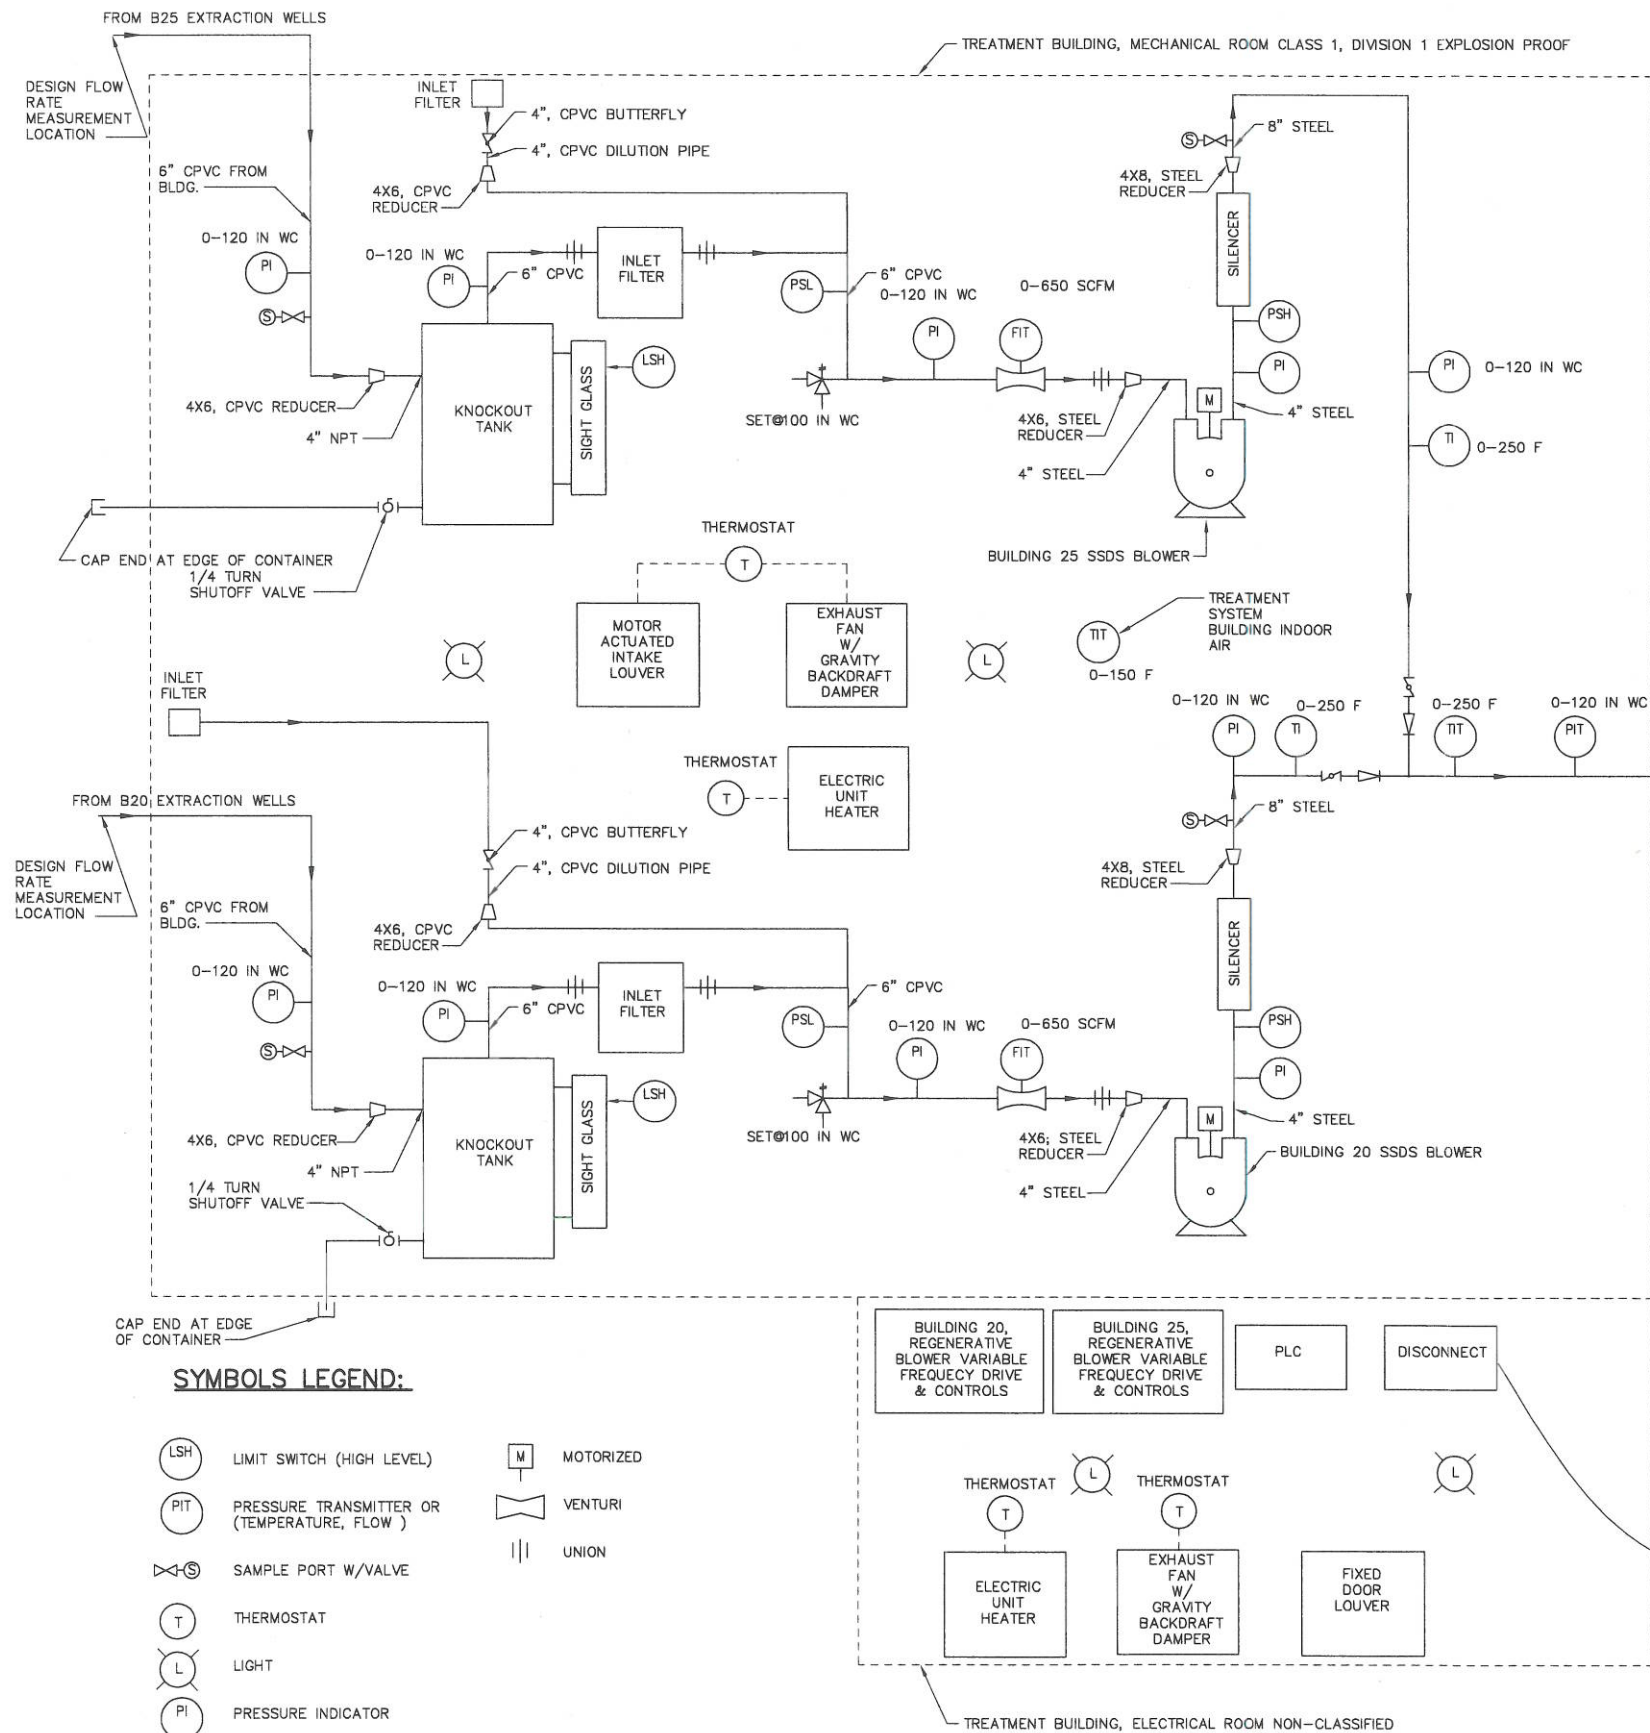 FROM B25 EXTRACTION WELLS
TREATMENT BUILDING, MECHANICAL ROOM CLASS 1, DIVISION 1 EXPLOSION PROOF
DESIGN FLOW
RATE
MEASUREMENT
LOCATION
INLET
FILTER
4", CPVC BUTTERFLY
4", CPVC DILUTION PIPE
4X6, CPVC
REDUCER
6" CPVC FROM
BLDG.
0-120 IN WC
PI
S
0-120 IN WC
PI
6" CPVC
INLET
FILTER
KNOCKOUT
TANK
SIGHT GLASS
LSH
4X6, CPVC REDUCER
4" NPT
CAP END AT EDGE OF CONTAINER
1/4 TURN
SHUTOFF VALVE
PSL
6" CPVC
0-120 IN WC
PI
0-650 SCFM
FIT
SET@100 IN WC
4X6, STEEL
REDUCER
4" STEEL
M
BUILDING 25 SSDS BLOWER
S
8" STEEL
4X8, STEEL
REDUCER
SILENCER
PSH
PI
4" STEEL
PI
0-120 IN WC
TI
0-250 F
THERMOSTAT
T
MOTOR
ACTUATED
INTAKE
LOUVER
EXHAUST
FAN
W/
GRAVITY
BACKDRAFT
DAMPER
L
L
TIT
0-150 F
TREATMENT
SYSTEM
BUILDING INDOOR
AIR
THERMOSTAT
T
ELECTRIC
UNIT
HEATER
0-120 IN WC
PI
0-250 F
TI
0-250 F
TIT
0-120 IN WC
PIT
INLET
FILTER
FROM B20 EXTRACTION WELLS
DESIGN FLOW
RATE
MEASUREMENT
LOCATION
6" CPVC FROM
BLDG.
4", CPVC BUTTERFLY
4", CPVC DILUTION PIPE
4X6, CPVC
REDUCER
0-120 IN WC
PI
S
0-120 IN WC
PI
6" CPVC
INLET
FILTER
KNOCKOUT
TANK
SIGHT GLASS
LSH
4X6, CPVC REDUCER
4" NPT
1/4 TURN
SHUTOFF VALVE
CAP END AT EDGE
OF CONTAINER
PSL
6" CPVC
0-120 IN WC
PI
0-650 SCFM
FIT
SET@100 IN WC
4X6; STEEL
REDUCER
4" STEEL
M
S
8" STEEL
4X8, STEEL
REDUCER
SILENCER
PSH
PI
4" STEEL
BUILDING 20 SSDS BLOWER
BUILDING 20,
REGENERATIVE
BLOWER VARIABLE
FREQUECY DRIVE
& CONTROLS
BUILDING 25,
REGENERATIVE
BLOWER VARIABLE
FREQUECY DRIVE
& CONTROLS
PLC
DISCONNECT
THERMOSTAT
T
ELECTRIC
UNIT
HEATER
L
THERMOSTAT
T
EXHAUST
FAN
W/
GRAVITY
BACKDRAFT
DAMPER
L
FIXED
DOOR
LOUVER
TREATMENT BUILDING, ELECTRICAL ROOM NON-CLASSIFIED
SYMBOLS LEGEND:
LSH LIMIT SWITCH (HIGH LEVEL)
PIT PRESSURE TRANSMITTER OR
(TEMPERATURE, FLOW )
S SAMPLE PORT W/VALVE
T THERMOSTAT
L LIGHT
PI PRESSURE INDICATOR
M MOTORIZED
VENTURI
UNION